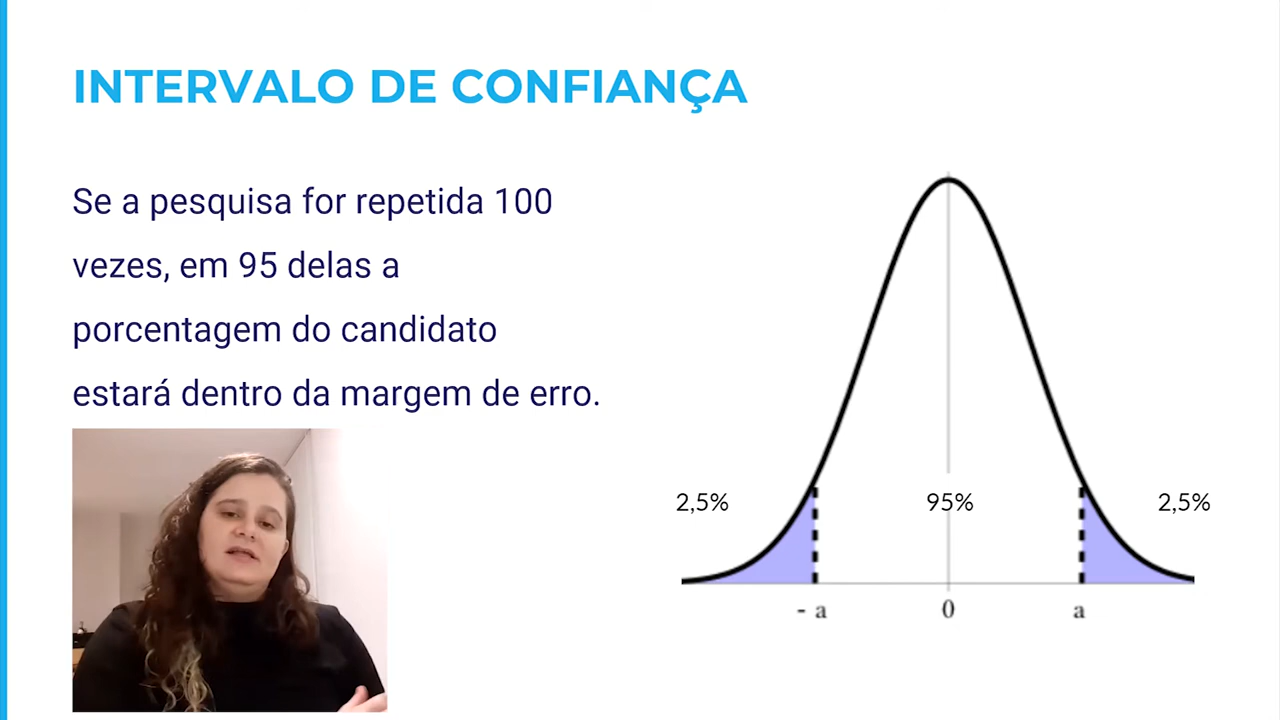 INTERVALO DE CONFIANÇA
Se a pesquisa for repetida 100
vezes, em 95 delas a
porcentagem do candidato
estará dentro da margem de erro.
2,5%
95%
2,5%
- a
0
a